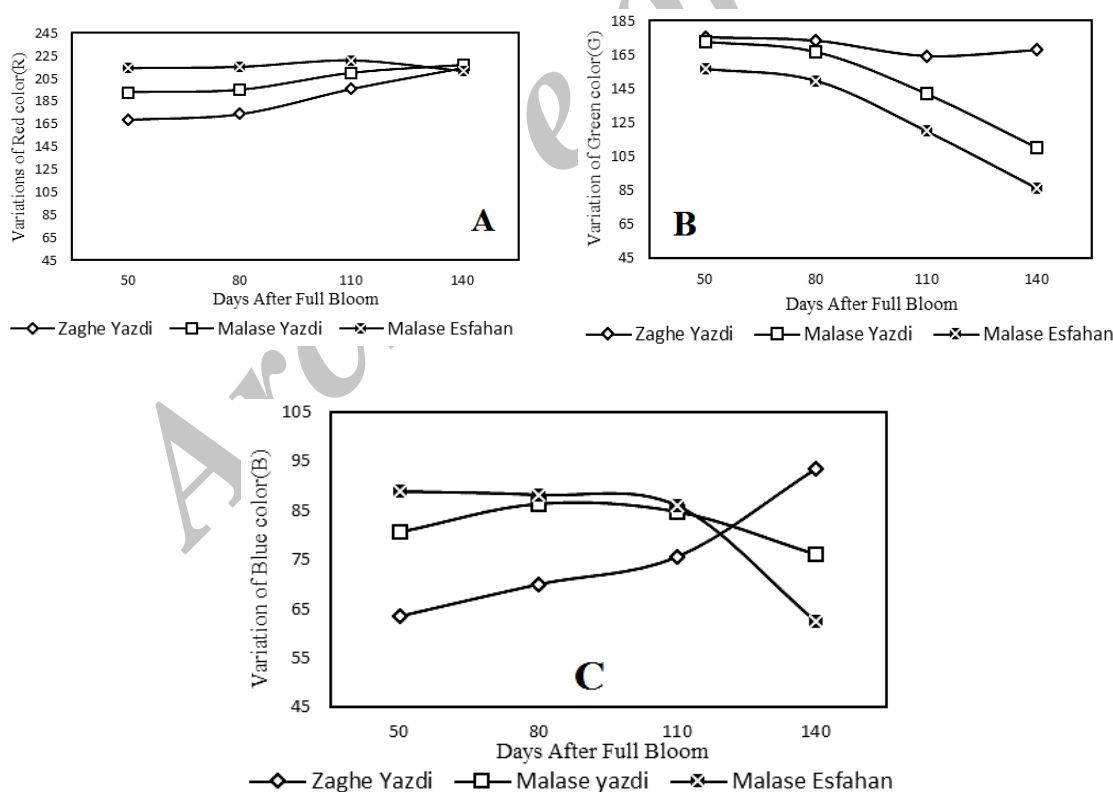 245
225
205
185
165
145
125
105
85
65
45
Variations of Red color(R)
A
50 80 110 140
Days After Full Bloom
Zaghe Yazdi Malase Yazdi Malase Esfahan
185
165
145
125
105
85
65
45
Variation of Green color(G)
B
50 80 110 140
Days After Full Bloom
Zaghe Yazdi Malase Yazdi Malase Esfahan
105
95
85
75
65
55
45
Variation of Blue color(B)
C
50 80 110 140
Days After Full Bloom
Zaghe Yazdi Malase yazdi Malase Esfahan